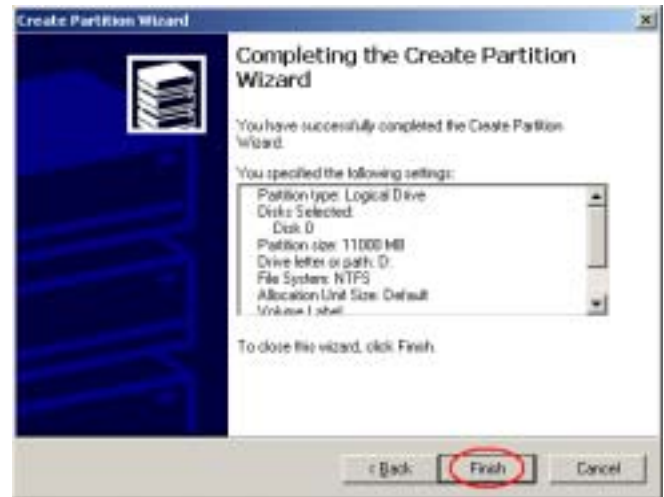 Create Partition Wizard
Completing the Create Partition
Wizard
You have successfully completed the Create Partition
Wizard.
You specified the following settings:
Partition type: Logical Drive
Disks Selected:
Disk 0
Partition size: 11000 MB
Drive letter or path: D:
File System: NTFS
Allocation Unit Size: Default
Volume Label:
To close this wizard, click Finish.
< Back
Finish
Cancel